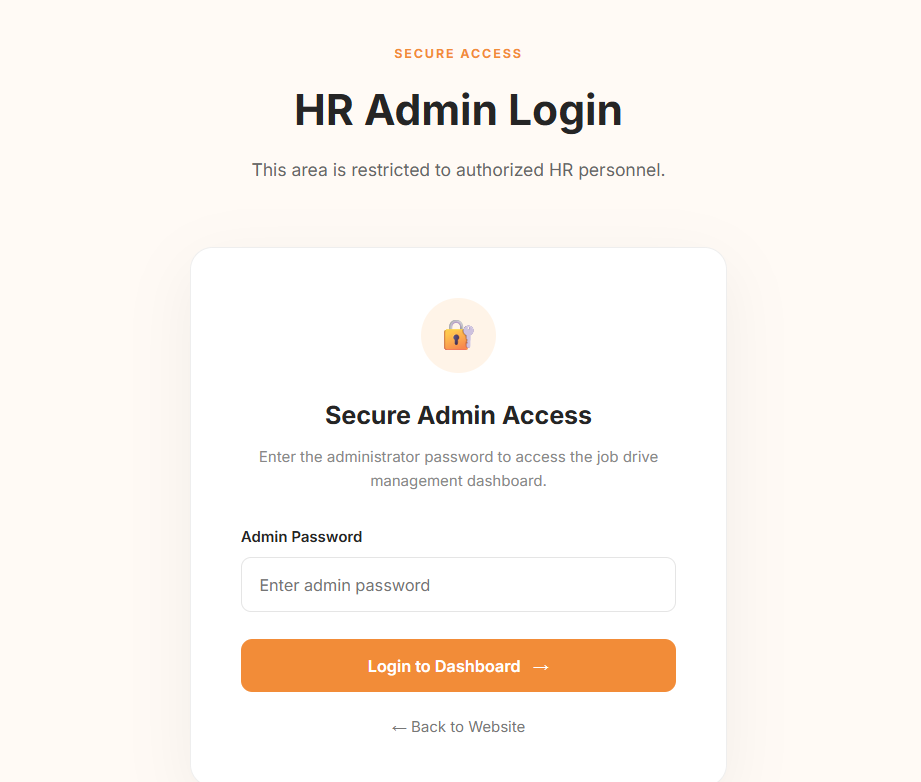 SECURE ACCESS
HR Admin Login
This area is restricted to authorized HR personnel.
Secure Admin Access
Enter the administrator password to access the job drive
management dashboard.
Admin Password
Enter admin password
Login to Dashboard →
← Back to Website